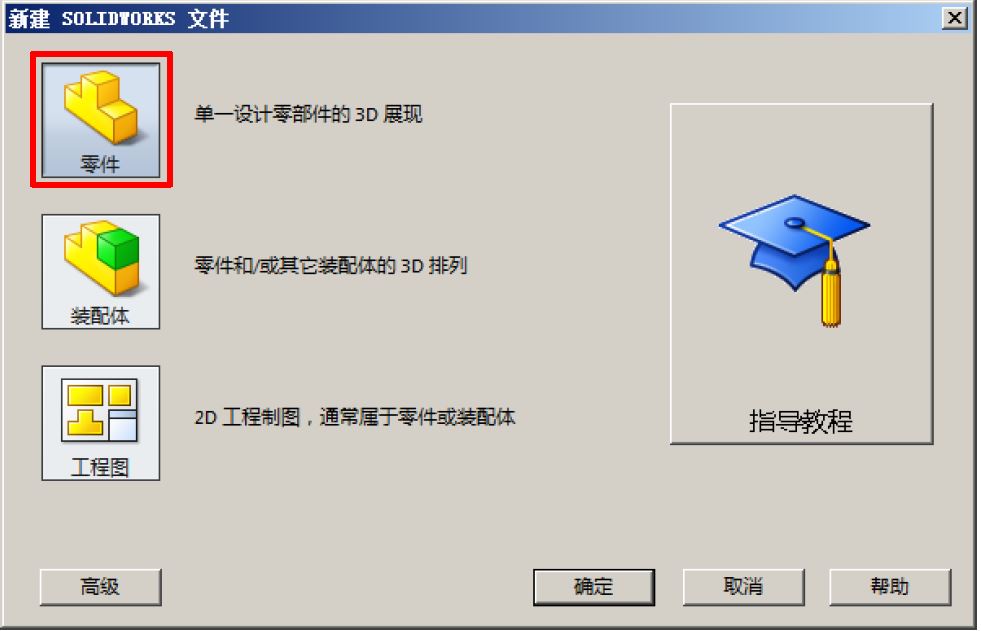 新建 SOLIDWORKS 文件
零件
单一设计零部件的 3D 展现
装配体
零件和/或其它装配体的 3D 排列
工程图
2D 工程制图，通常属于零件或装配体
指导教程
高级
确定
取消
帮助